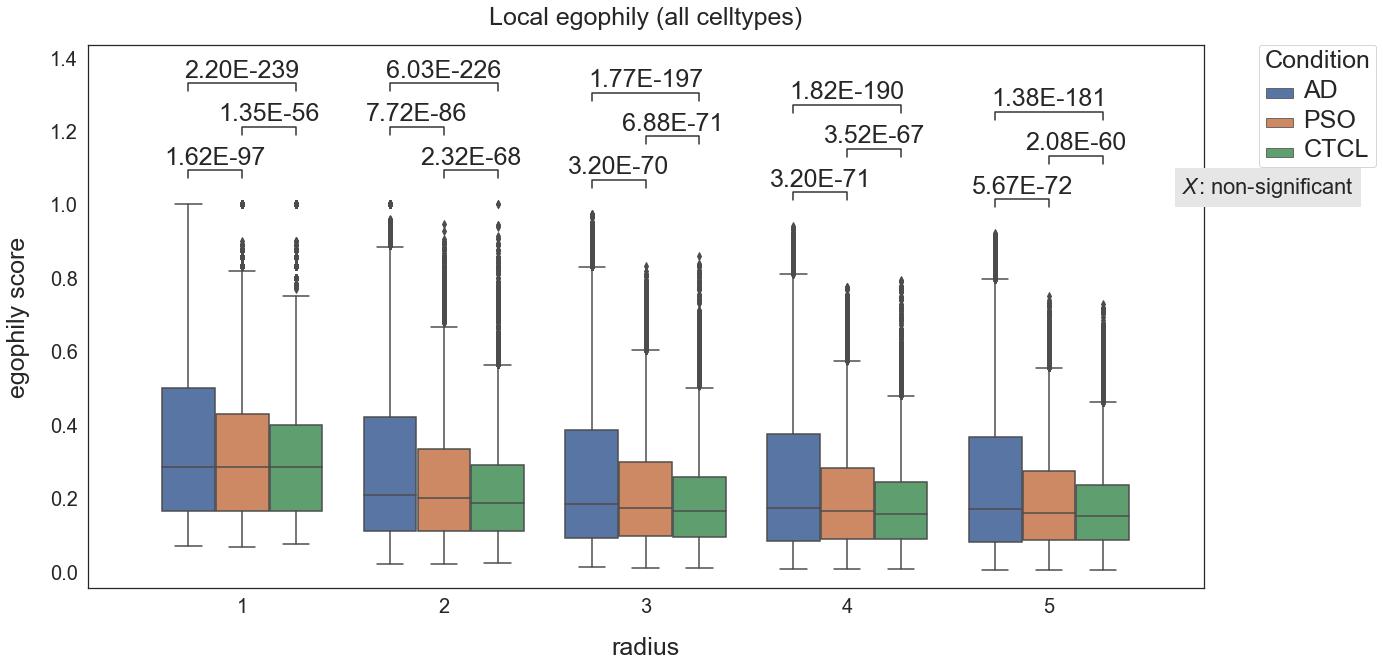 Local egophily (all celltypes)
1.4
1.2
1.0
0.8
0.6
0.4
0.2
0.0
egophily score
2.20E-239
1.35E-56
1.62E-97
6.03E-226
7.72E-86
2.32E-68
1.77E-197
6.88E-71
3.20E-70
1.82E-190
3.52E-67
3.20E-71
1.38E-181
2.08E-60
5.67E-72
Condition
AD
PSO
CTCL
X: non-significant
1
2
3
4
5
radius